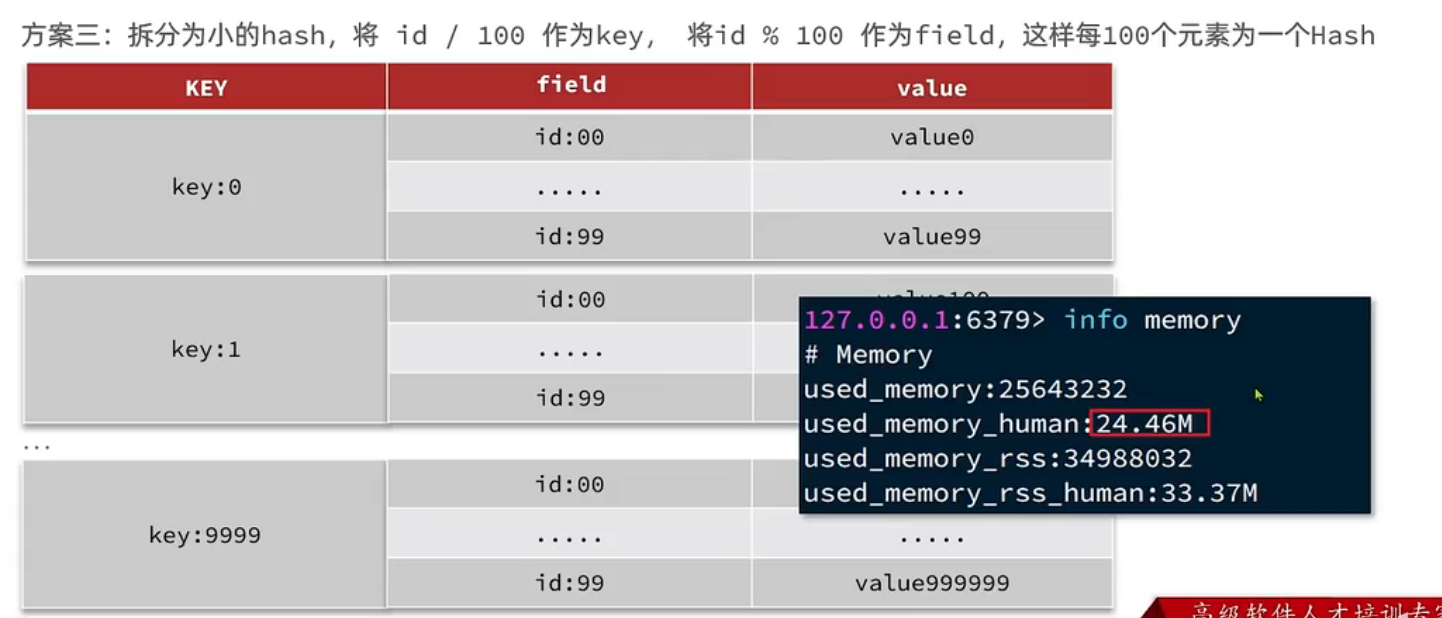 方案三：拆分为小的hash，将 id / 100 作为key， 将id % 100 作为field，这样每100个元素为一个Hash
KEY field value
key:0
id:00 value0
..... .....
id:99 value99
key:1
id:00
.....
id:99
...
key:9999
id:00
..... .....
id:99 value999999
127.0.0.1:6379> info memory
# Memory
used_memory:25643232
used_memory_human:24.46M
used_memory_rss:34988032
used_memory_rss_human:33.37M
高级软件人才培训专家